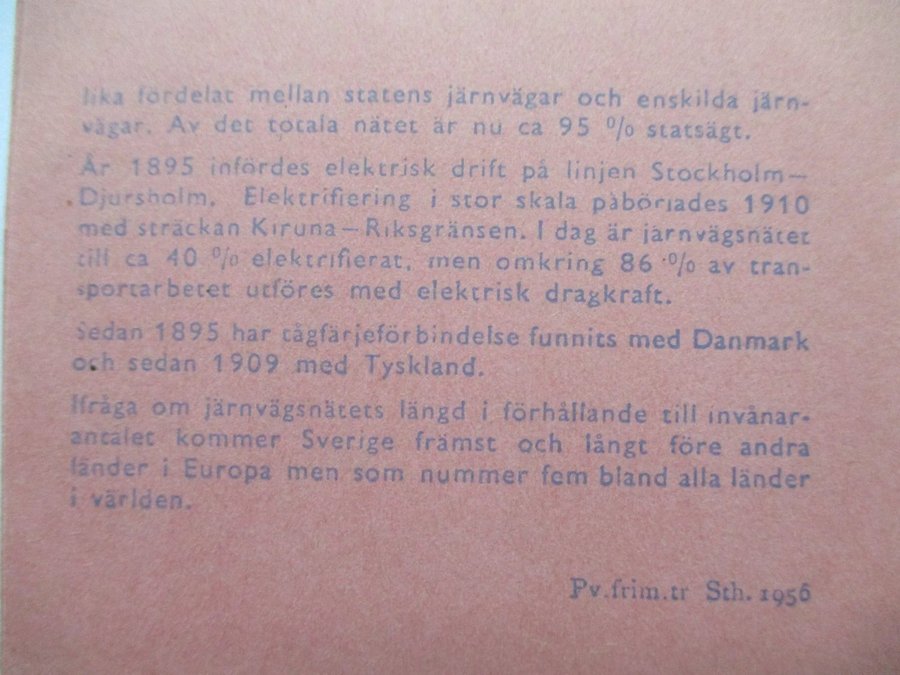 lika fördelat mellan statens järnvägar och enskilda järn-
vägar. Av det totala nätet är nu ca 95 % statsägt.
År 1895 infördes elektrisk drift på linjen Stockholm—
Djursholm. Elektrifiering i stor skala påbörjades 1910
med sträckan Kiruna—Riksgränsen. I dag är järnvägsnätet
till ca 40 % elektrifierat, men omkring 86 % av tran-
sportarbetet utföres med elektrisk dragkraft.
Sedan 1895 har tågfärjeförbindelse funnits med Danmark
och sedan 1909 med Tyskland.
Ifråga om järnvägsnätets längd i förhållande till invånar-
antalet kommer Sverige främst och långt före andra
länder i Europa men som nummer fem bland alla länder
i världen.
Pv.frim.tr Sth. 1956